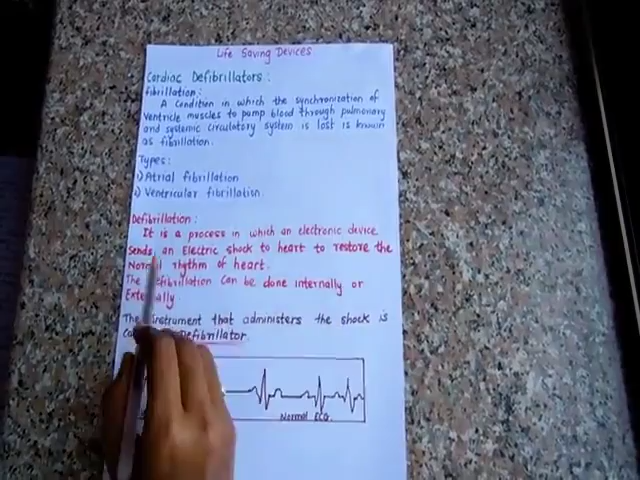 Life Saving Devices
Cardiac Defibrillators :
fibrillation :
A Condition in which the synchronization of
Ventricle muscles to pump blood through pulmonary
and systemic circulatory system is lost is known
as fibrillation.
Types :
1) Atrial fibrillation
2) Ventricular fibrillation.
Defibrillation :
It is a process in which an electronic device
Sends an Electric shock to heart to restore the
Normal rhythm of heart.
The Defibrillation can be done internally or
Externally
The instrument that administers the shock is
Defibrillator
Normal ECG.